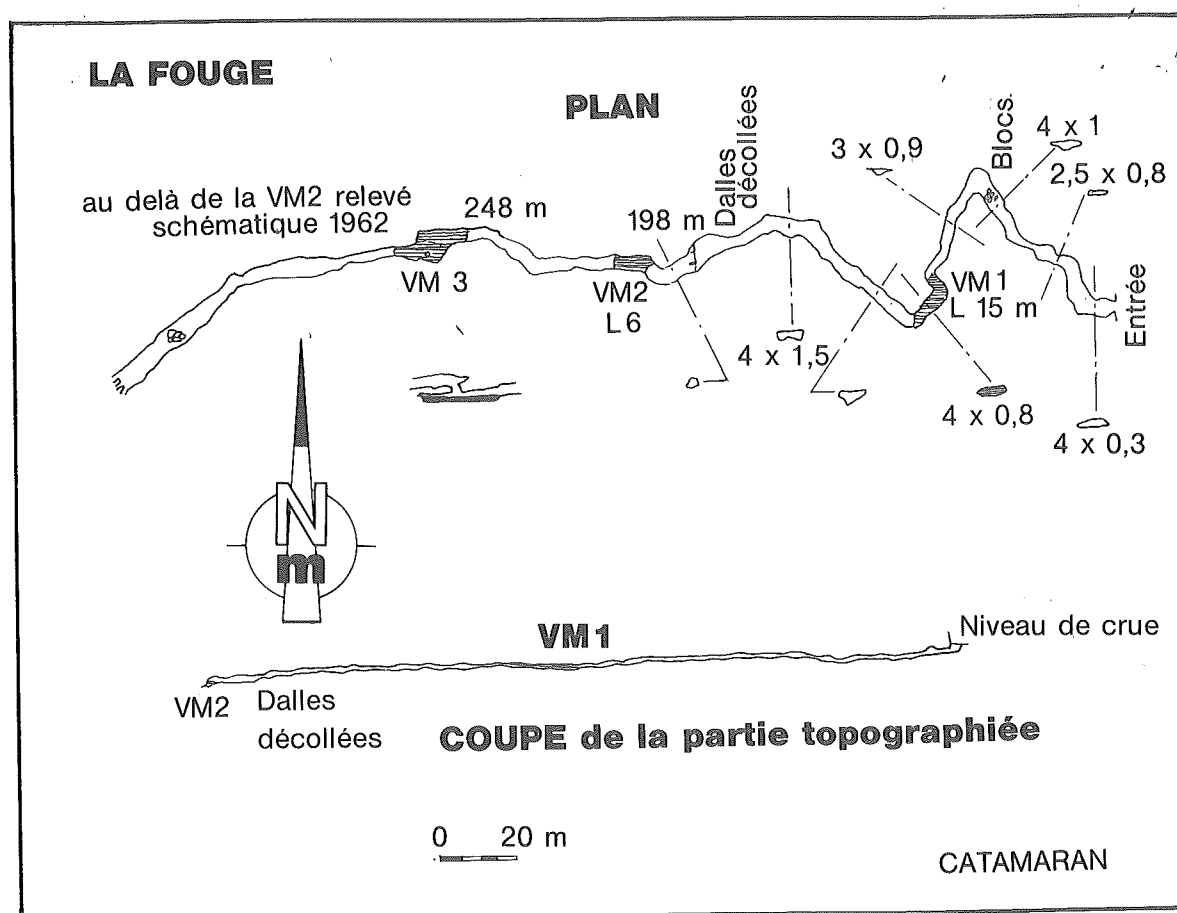 LA FOUGE
PLAN
Dalles
décollées
Blocs.
4 x 1
3 x 0,9
2,5 x 0,8
au delà de la VM2 relevé
schématique 1962
248 m
198 m
VM 3
VM2
L 6
VM 1
L 15 m
Entrée
4 x 1,5
4 x 0,8
4 x 0,3
N
m
VM 1
Niveau de crue
VM2
Dalles
décollées
COUPE de la partie topographiée
0 20 m
CATAMARAN